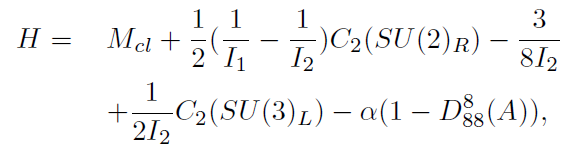 H = M_{cl} + \frac{1}{2}(\frac{1}{I_1} - \frac{1}{I_2})C_2(SU(2)_R) - \frac{3}{8I_2}
+\frac{1}{2I_2}C_2(SU(3)_L) - \alpha(1 - D^8_{88}(A)),